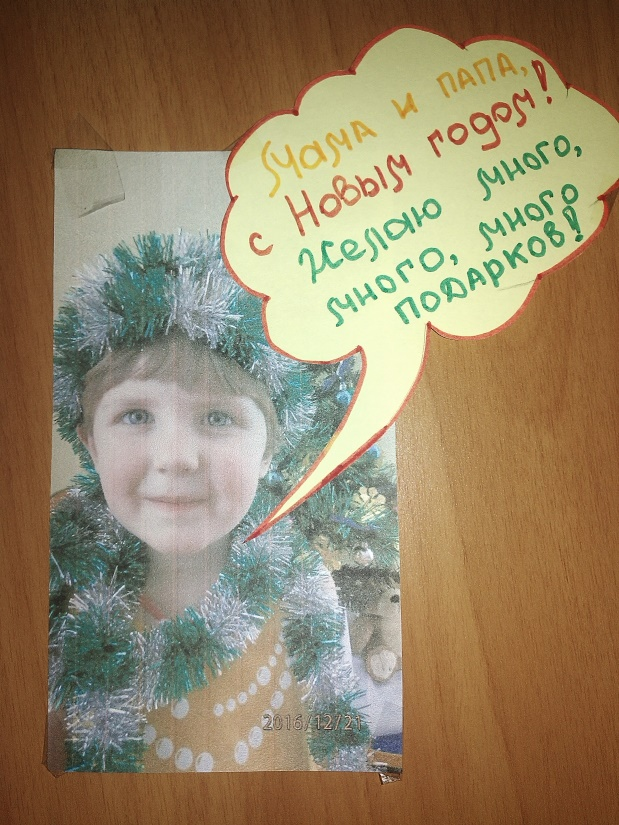 мама и папа,
с Новым годом!
Желаю много,
много, много
подарков!
2016/12/21